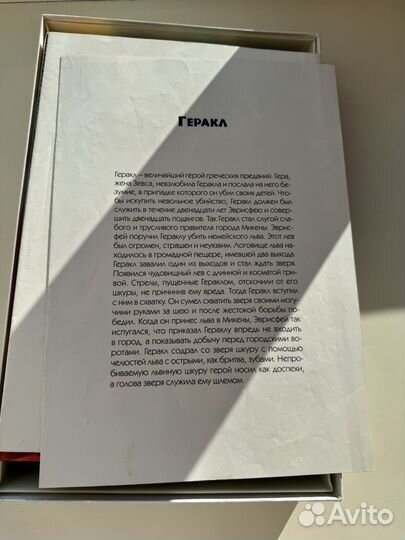 Геракл
Геракл – величайший герой греческих преданий. Гера,
жена Зевса, невзлюбила Геракла и послала на него бе-
зумие, в припадке которого он убил своих детей. Что-
бы искупить невольное убийство, Геракл должен был
служить в течение двенадцати лет Эврисфею и совер-
шить двенадцать подвигов. Так Геракл стал слугой сла-
бого и трусливого правителя города Микены. Эврис-
фей поручил Гераклу убить немейского льва. Этот лев
был огромен, страшен и неуязвим. Логовище льва на-
ходилось в громадной пещере, имевшей два выхода.
Геракл завалил один из выходов и стал ждать зверя.
Появился чудовищный лев с длинной и косматой гри-
вой. Стрелы, пущенные Гераклом, отскочили от его
шкуры, не причинив ему вреда. Тогда Геракл вступил
с ним в схватку. Он сумел схватить зверя своими могу-
чими руками за шею и после жестокой борьбы по-
бедил. Когда он принес льва в Микены, Эврисфей так
испугался, что приказал Гераклу впредь не входить
в город, а показывать добычу перед городскими во-
ротами. Геракл содрал со зверя шкуру с помощью
челюстей льва с острыми, как бритва, зубами. Непро-
биваемую львиную шкуру герой носил как доспехи,
а голова зверя служила ему шлемом.
Avito